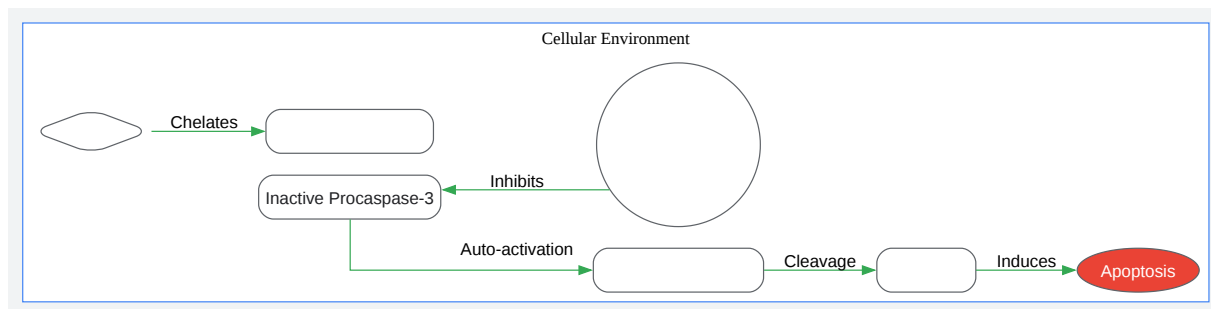 Cellular Environment
Chelates
Inhibits
Inactive Procaspase-3
Auto-activation
Cleavage
Induces
Apoptosis